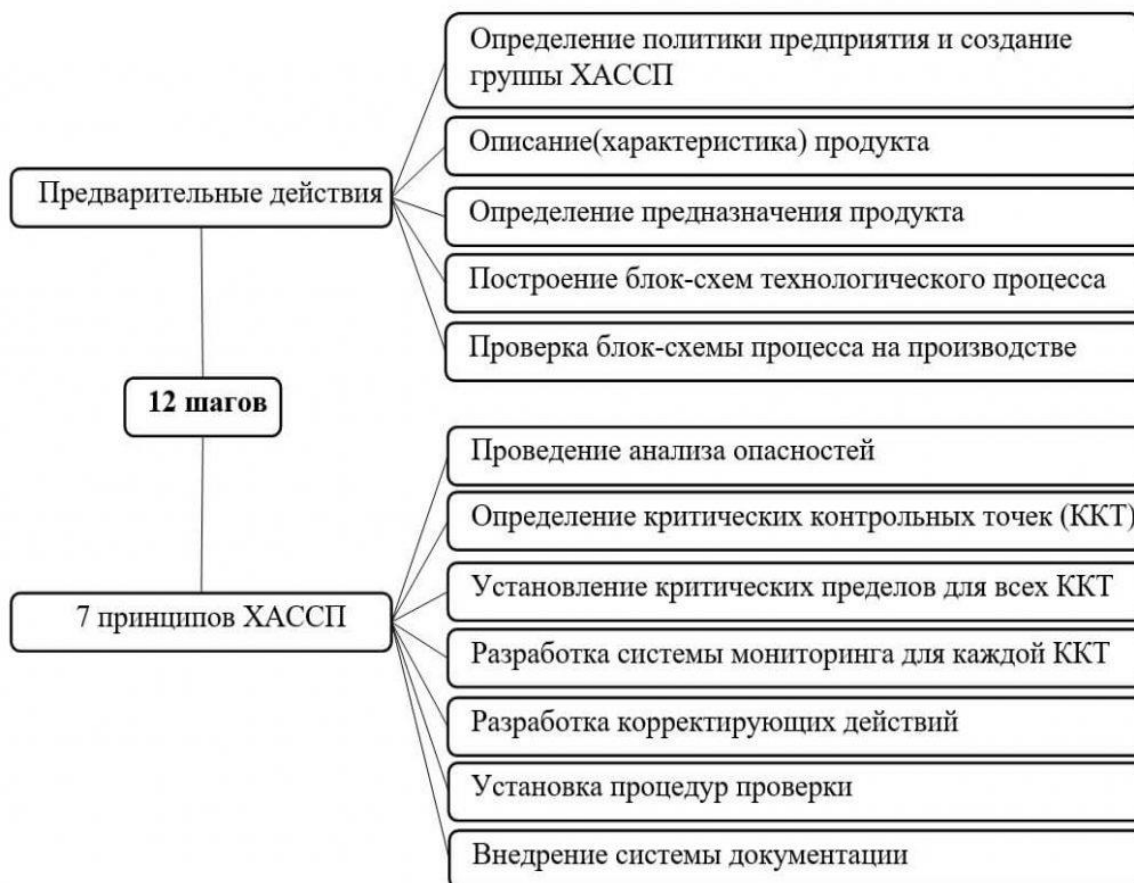 Определение политики предприятия и создание
группы ХАССП
Описание(характеристика) продукта
Предварительные действия
Определение предназначения продукта
Построение блок-схем технологического процесса
Проверка блок-схемы процесса на производстве
12 шагов
Проведение анализа опасностей
Определение критических контрольных точек (ККТ)
Установление критических пределов для всех ККТ
7 принципов ХАССП
Разработка системы мониторинга для каждой ККТ
Разработка корректирующих действий
Установка процедур проверки
Внедрение системы документации